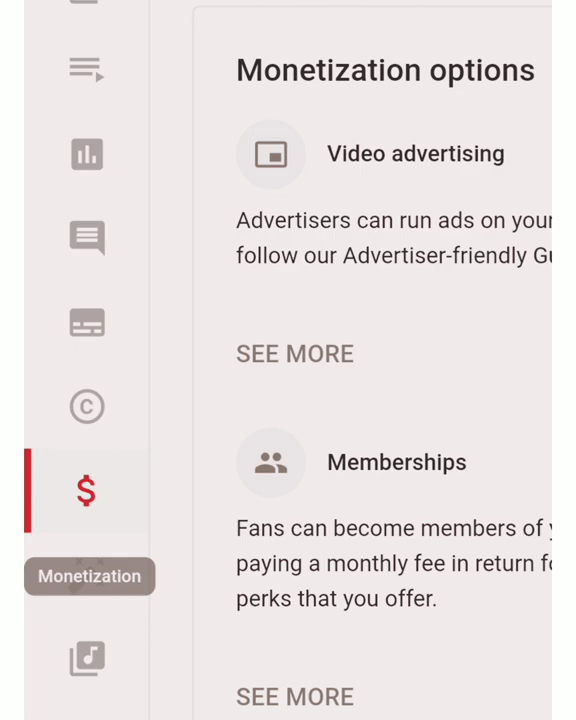 Monetization options
Video advertising
Advertisers can run ads on your
follow our Advertiser-friendly
SEE MORE
$
Memberships
Fans can become members of
paying a monthly fee in return
perks that you offer.
SEE MORE
Monetization